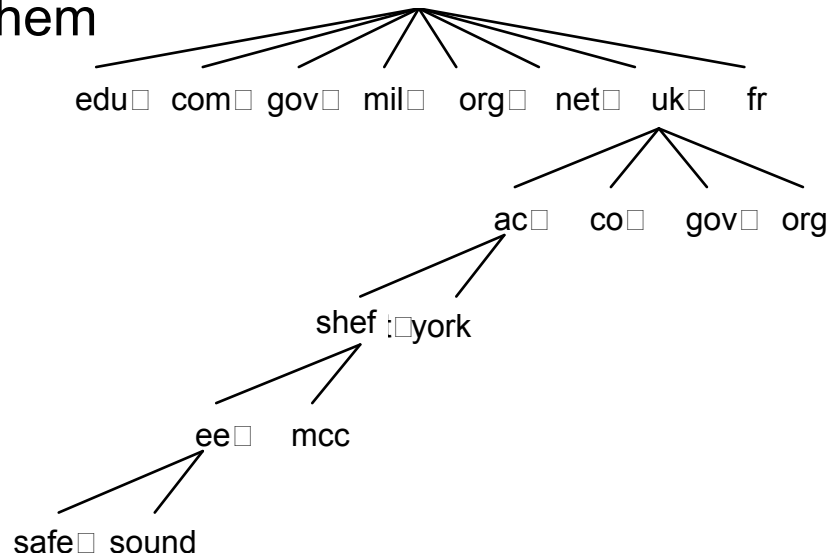 hem
edu com gov mil org net uk fr
ac co gov org
shef york
ee mcc
safe sound